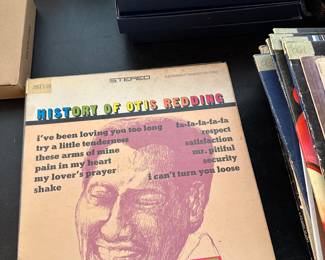 STEREO
HISTORY OF OTIS REDDING
i've been loving you too long
try a little tenderness
these arms of mine
pain in my heart
my lover's prayer
shake
fa-fa-fa-fa-fa
respect
satisfaction
mr. pitiful
security
i can't turn you loose